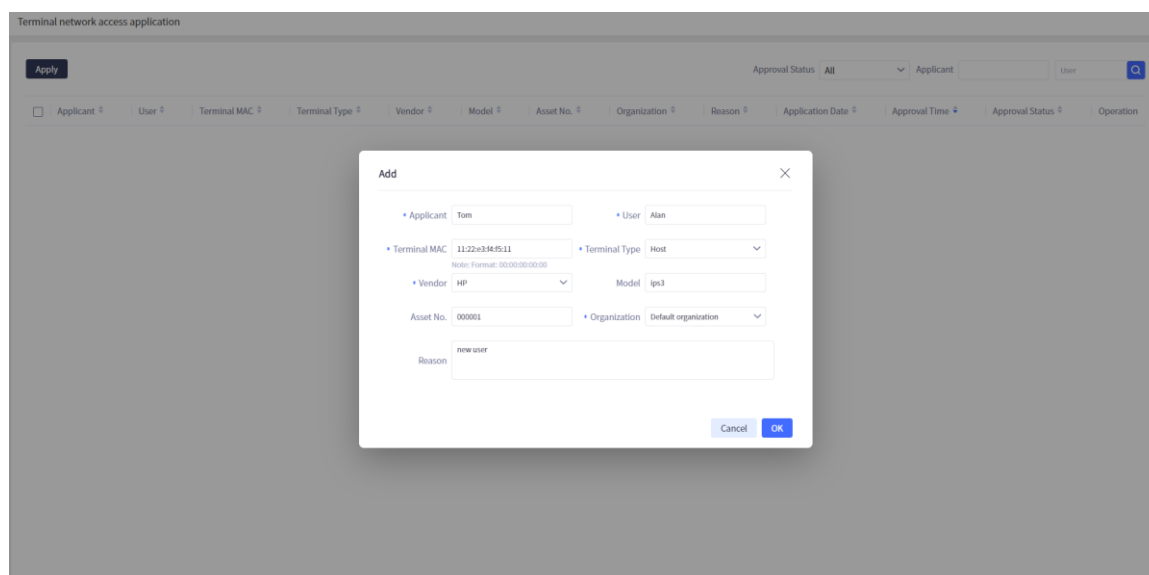 Terminal network access application
Apply
Approval Status All Applicant User
Applicant User Terminal MAC Terminal Type Vendor Model Asset No. Organization Reason Application Date Approval Time Approval Status Operation
Add
* Applicant Tom * User Alan
* Terminal MAC 11:22:e3:f4:f5:11 * Terminal Type Host
Note: Format: 00:00:00:00:00:00
* Vendor HP Model ips3
Asset No. 000001 * Organization Default organization
Reason new user
Cancel OK